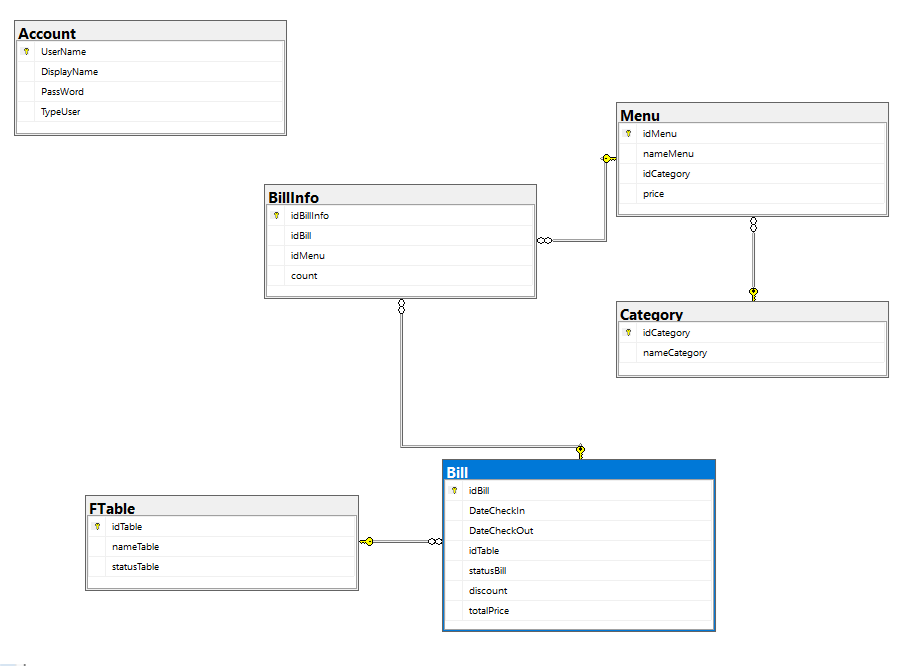 Account
UserName
DisplayName
PassWord
TypeUser
Menu
idMenu
nameMenu
idCategory
price
BillInfo
idBillInfo
idBill
idMenu
count
Category
idCategory
nameCategory
Bill
idBill
DateCheckIn
DateCheckOut
idTable
statusBill
discount
totalPrice
FTable
idTable
nameTable
statusTable